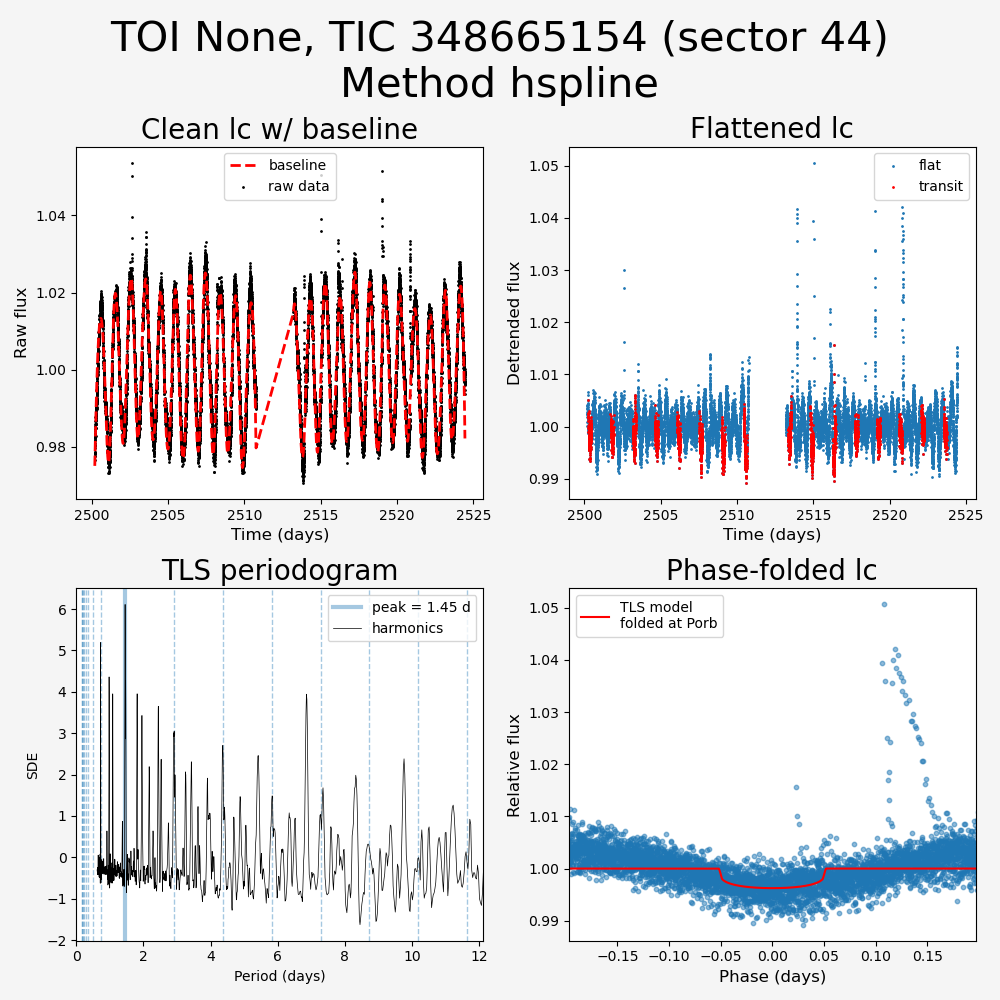 TOI None, TIC 348665154 (sector 44)
Method hspline
Clean lc w/ baseline
Flattened lc
baseline
raw data
flat
transit
Raw flux
1.04
1.02
1.00
0.98
2500
2505
2510
2515
2520
2525
Time (days)
Detrended flux
1.05
1.04
1.03
1.02
1.01
1.00
0.99
2500
2505
2510
2515
2520
2525
Time (days)
TLS periodogram
Phase-folded lc
peak = 1.45 d
harmonics
SDE
6
5
4
3
2
1
0
−1
−2
0
2
4
6
8
10
12
Period (days)
TLS model
folded at Porb
Relative flux
1.05
1.04
1.03
1.02
1.01
1.00
0.99
−0.15
−0.10
−0.05
0.00
0.05
0.10
0.15
Phase (days)